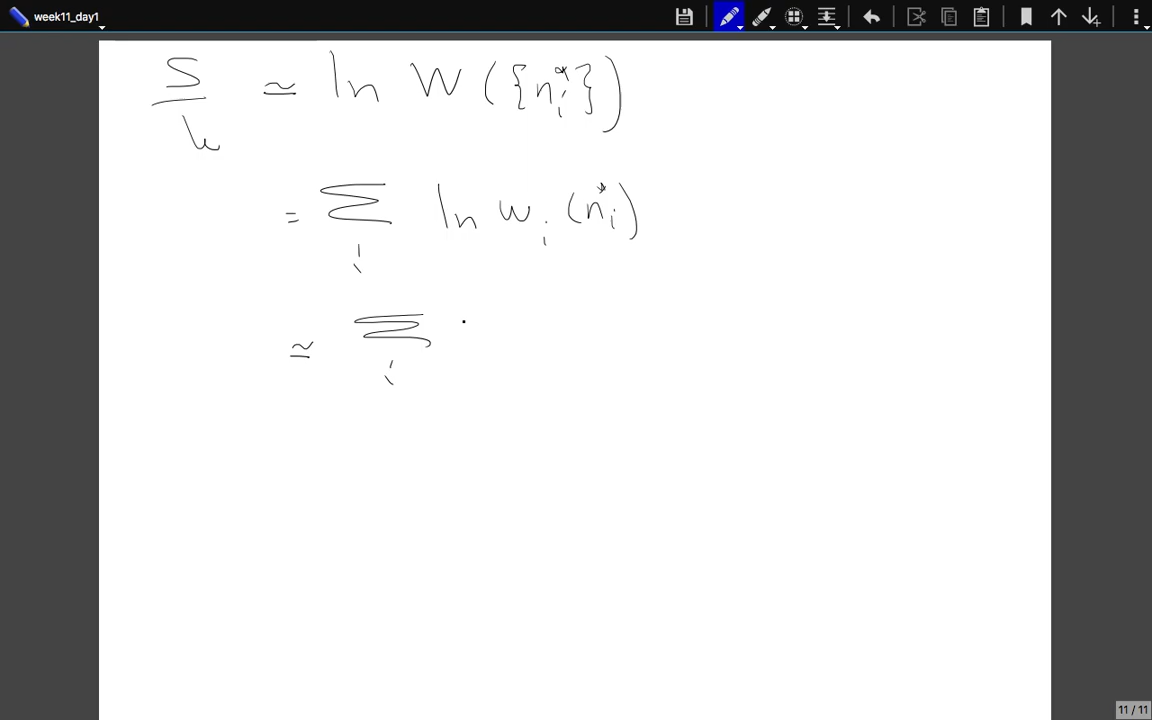 week11_day1
S/k ≃ ln W ({n_i^*})
= Σ_i ln w_i (n_i^*)
≃ Σ_i
11 / 11